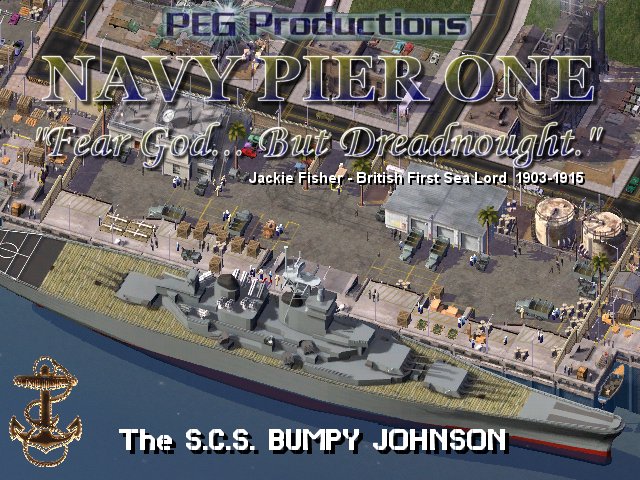 PEG Productions
NAVY PIER ONE
"Fear God... But Dreadnought."
Jackie Fisher - British First Sea Lord 1903-1915
The S.C.S. BUMPY JOHNSON